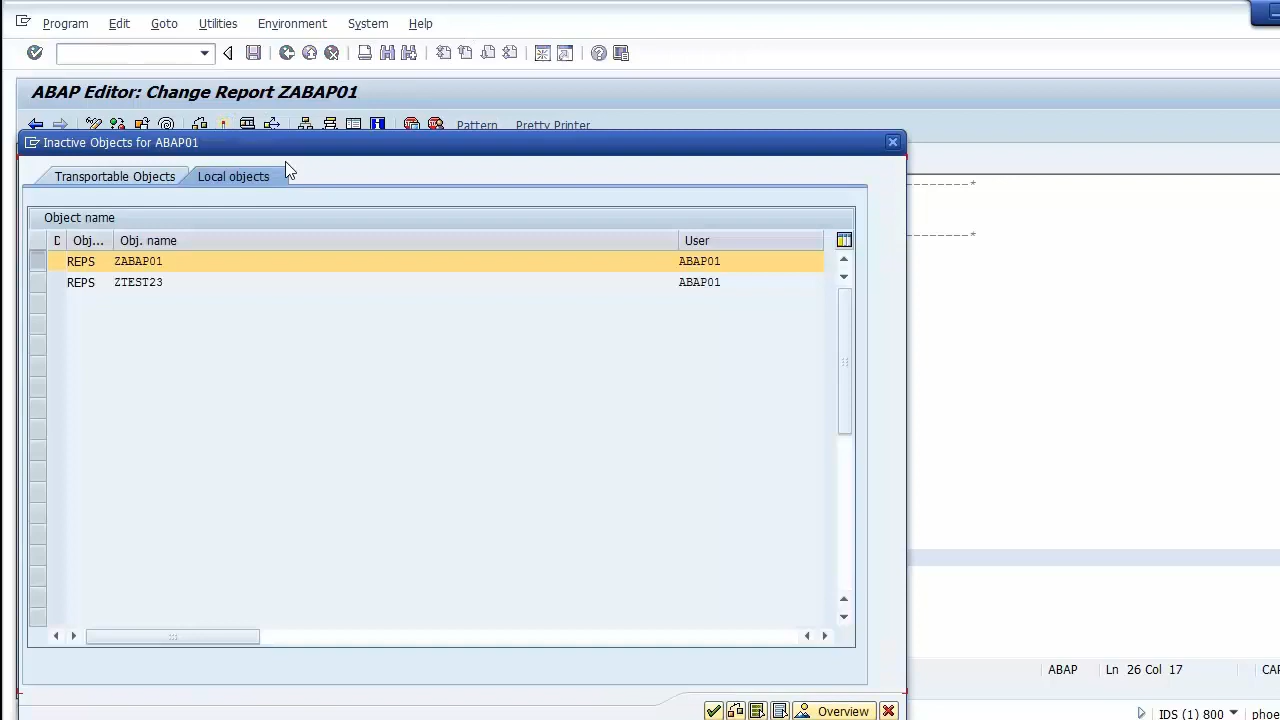 Program Edit Goto Utilities Environment System Help
ABAP Editor: Change Report ZABAP01
Pattern Pretty Printer
Inactive Objects for ABAP01
Transportable Objects Local objects
--------*
Object name
--------*
D Obj... Obj. name User
REPS ZABAP01 ABAP01
REPS ZTEST23 ABAP01
ABAP Ln 26 Col 17 CAP
Overview
IDS (1) 800 phoe